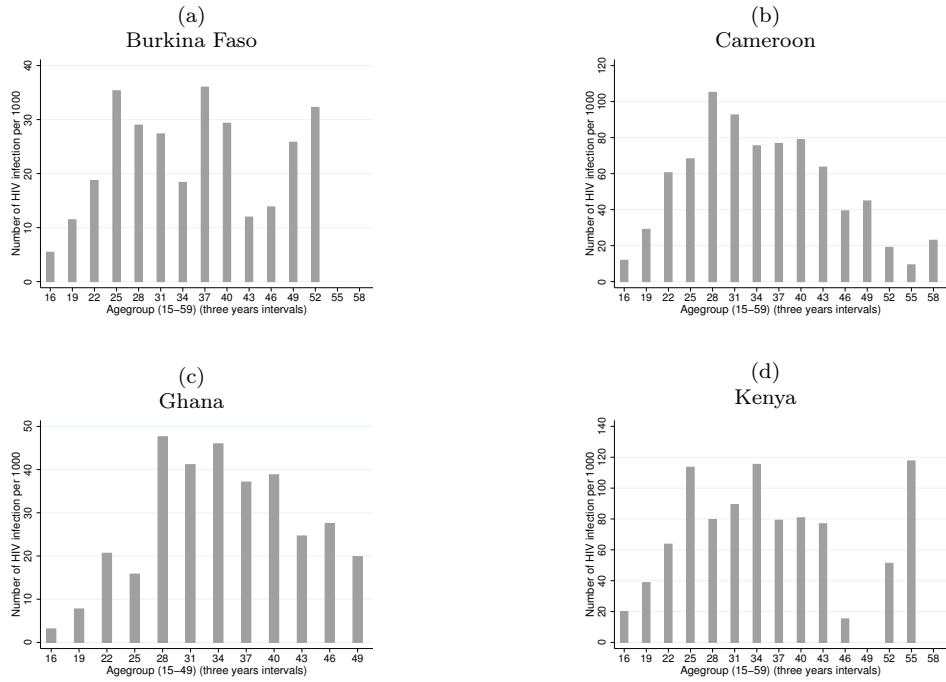 (a)
Burkina Faso
Number of HIV infection per 1000
40
30
20
10
0
16 19 22 25 28 31 34 37 40 43 46 49 52 55 58
Agegroup (15−59) (three years intervals)
(b)
Cameroon
Number of HIV infection per 1000
120
100
80
60
40
20
0
16 19 22 25 28 31 34 37 40 43 46 49 52 55 58
Agegroup (15−59) (three years intervals)
(c)
Ghana
Number of HIV infection per 1000
50
40
30
20
10
0
16 19 22 25 28 31 34 37 40 43 46 49
Agegroup (15−49) (three years intervals)
(d)
Kenya
Number of HIV infection per 1000
140
120
100
80
60
40
20
0
16 19 22 25 28 31 34 37 40 43 46 49 52 55 58
Agegroup (15−59) (three years intervals)